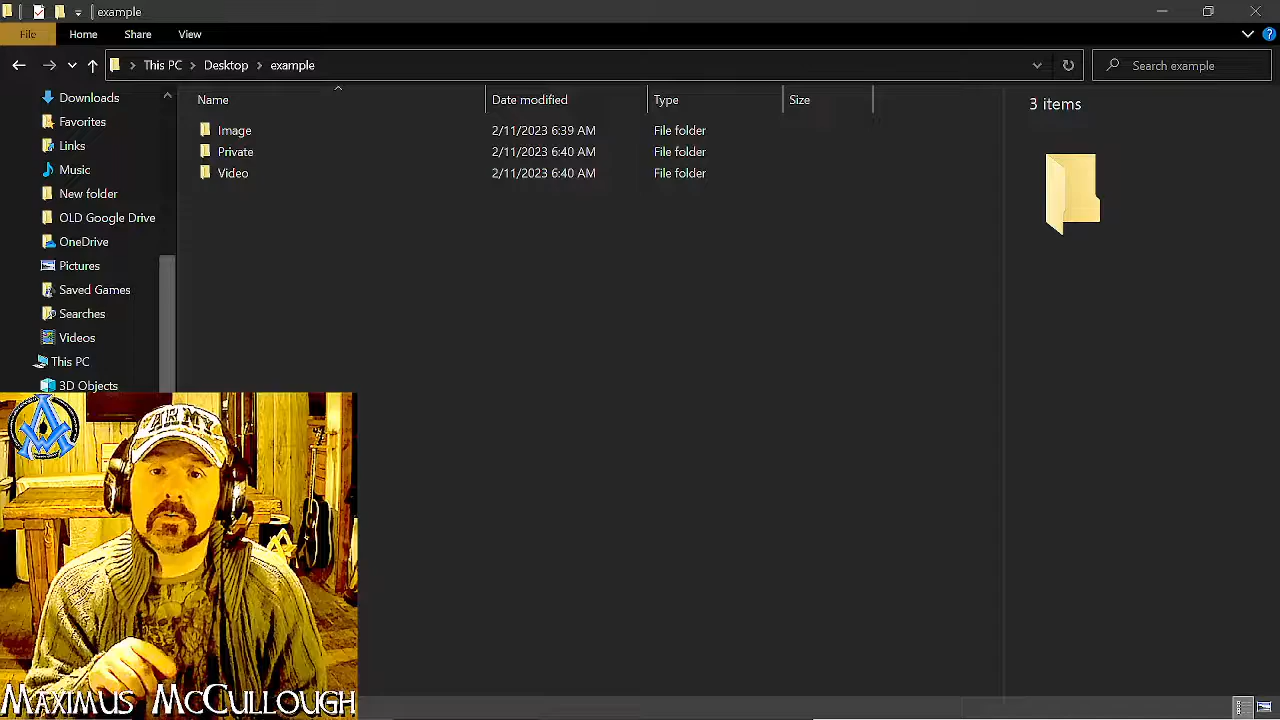 example
File Home Share View
This PC Desktop example
Search example
Name Date modified Type Size
Image 2/11/2023 6:39 AM File folder
Private 2/11/2023 6:40 AM File folder
Video 2/11/2023 6:40 AM File folder
3 items
Downloads
Favorites
Links
Music
New folder
OLD Google Drive
OneDrive
Pictures
Saved Games
Searches
Videos
This PC
3D Objects
ARMY
Maximus McCullough